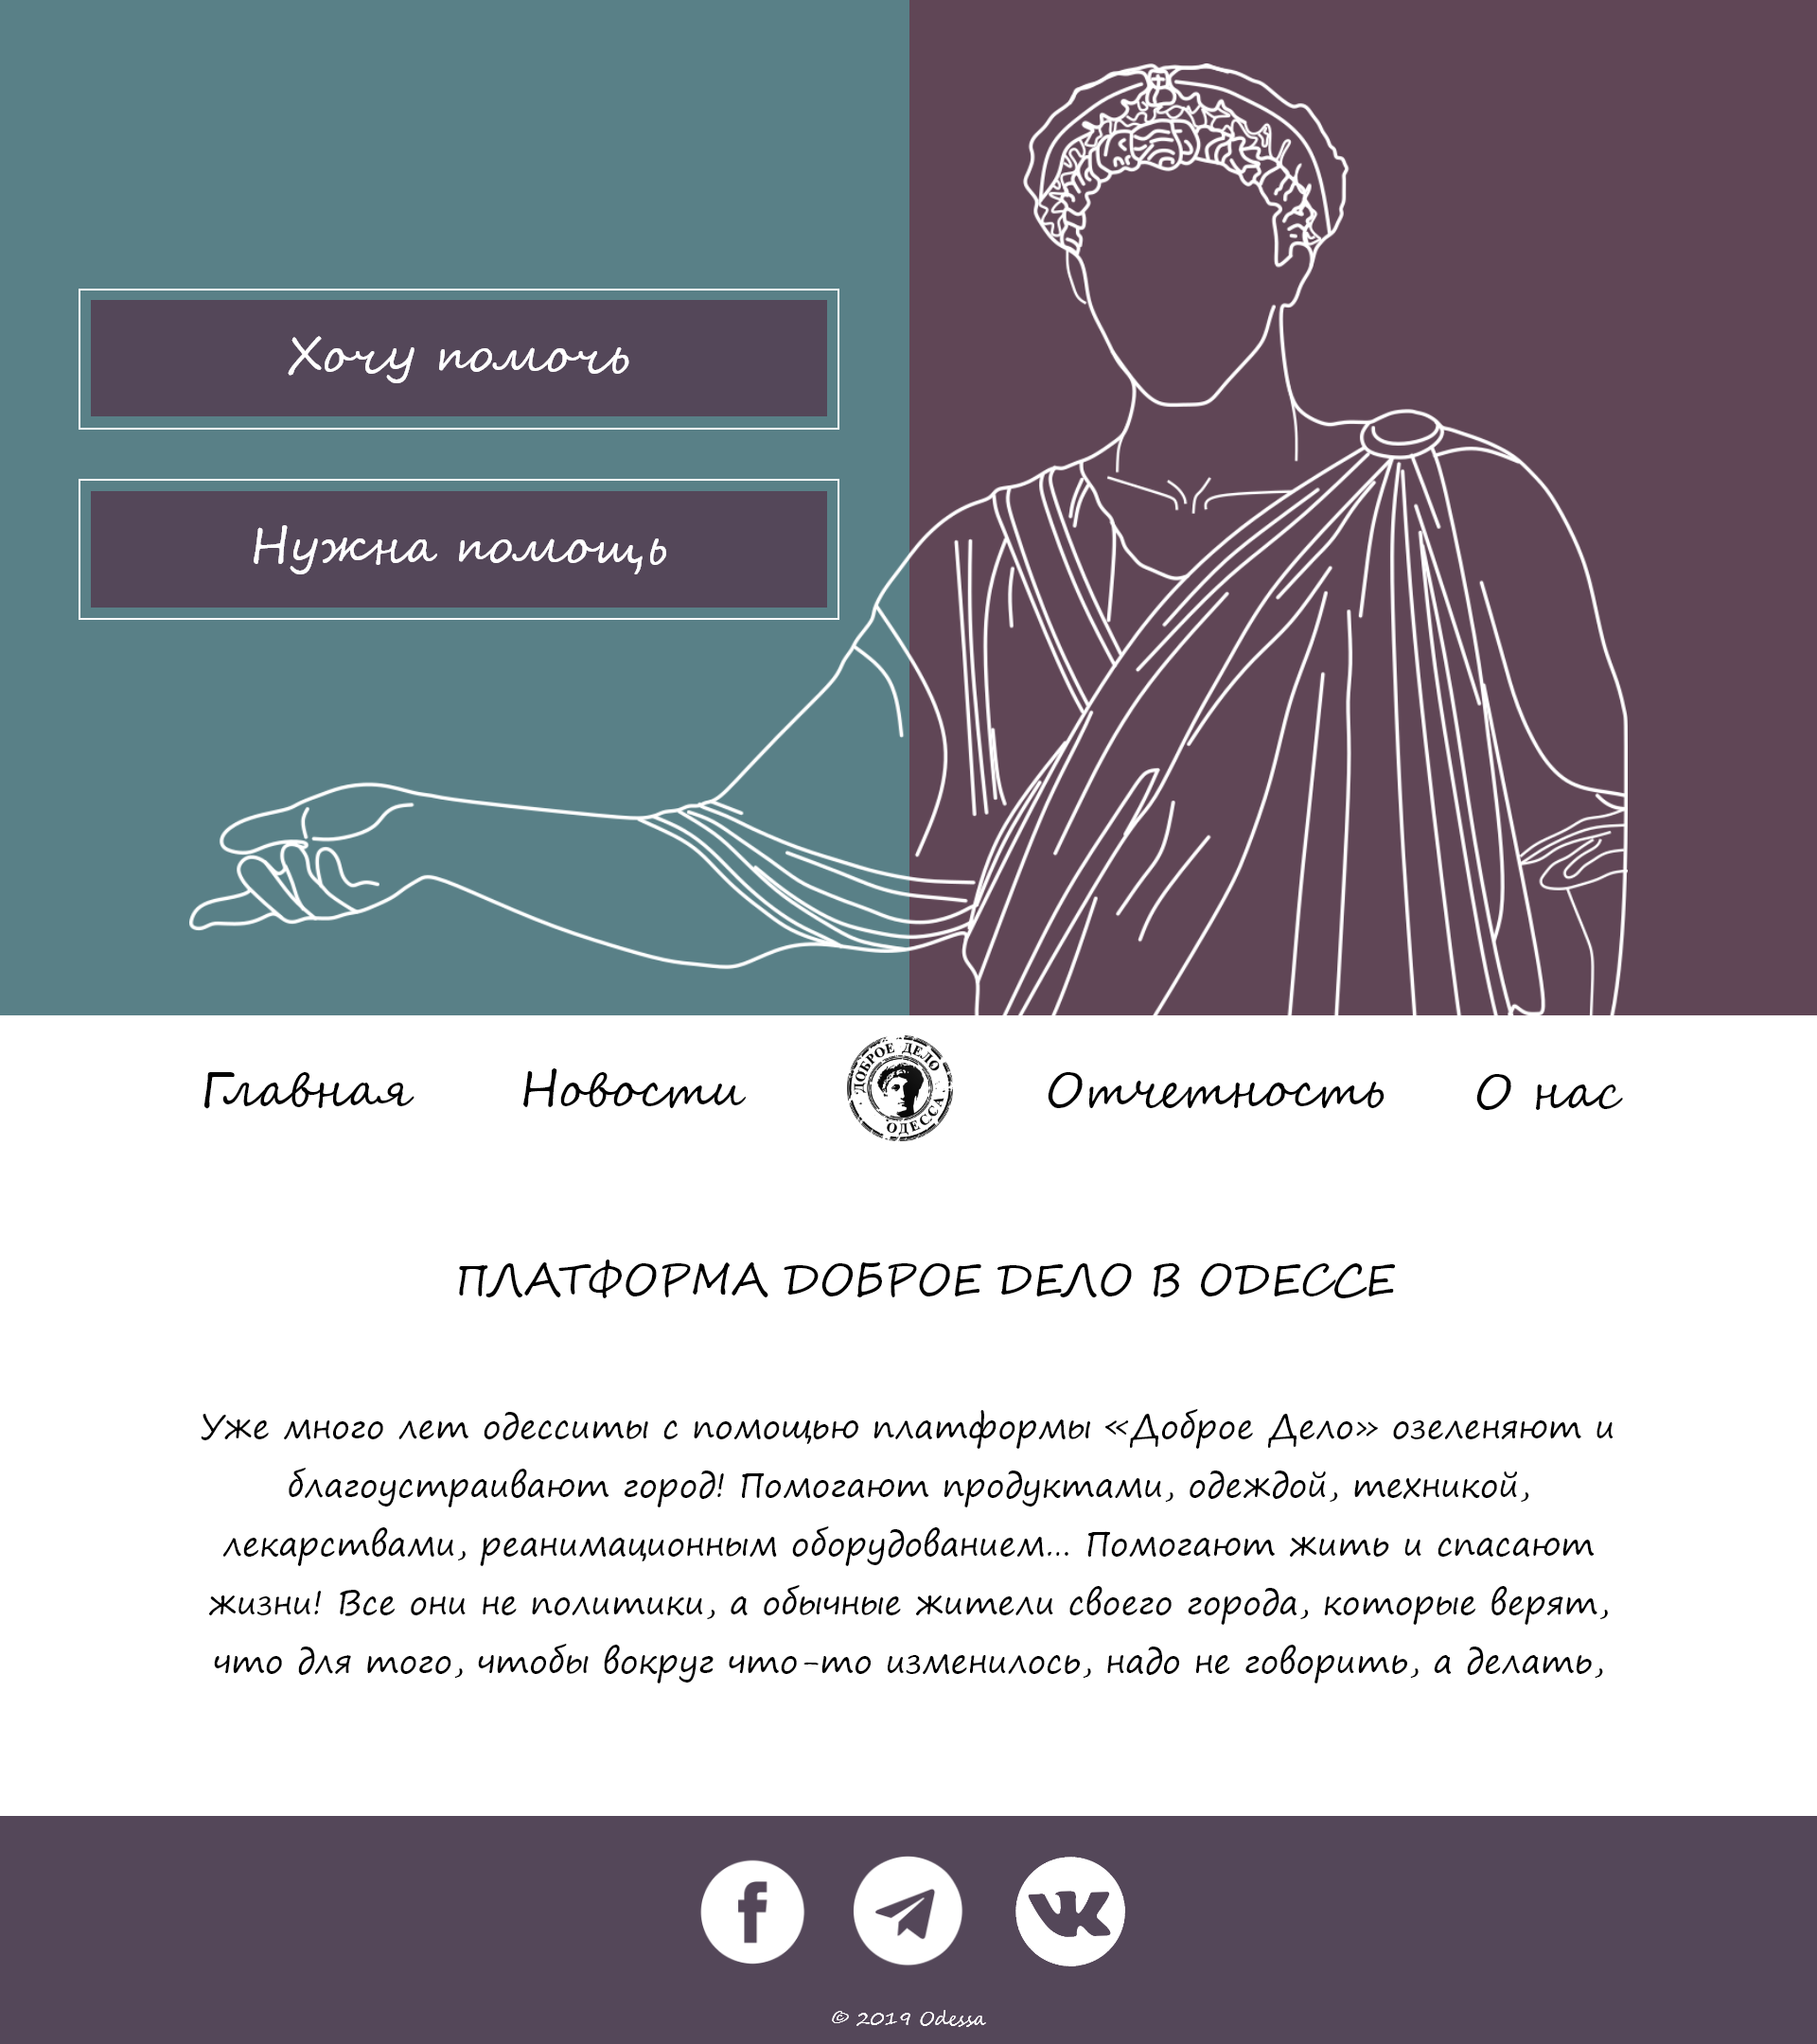 Хочу помочь
Нужна помощь
Главная Новости ДОБРОЕ ДЕЛО ОДЕССА Отчетность О нас
ПЛАТФОРМА ДОБРОЕ ДЕЛО В ОДЕССЕ
Уже много лет одесситы с помощью платформы «Доброе Дело» озеленяют и
благоустраивают город! Помогают продуктами, одеждой, техникой,
лекарствами, реанимационным оборудованием... Помогают жить и спасают
жизни! Все они не политики, а обычные жители своего города, которые верят,
что для того, чтобы вокруг что-то изменилось, надо не говорить, а делать,
© 2019 Odessa